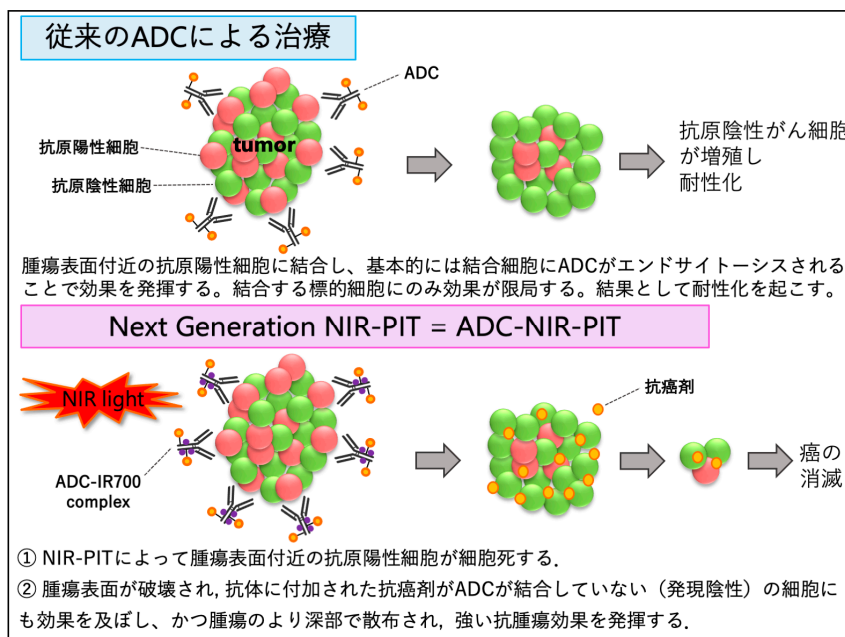 従来のADCによる治療
ADC
tumor
抗原陽性細胞
抗原陰性細胞
抗原陰性がん細胞
が増殖し
耐性化
腫瘍表面付近の抗原陽性細胞に結合し、基本的には結合細胞にADCがエンドサイトーシスされる
ことで効果を発揮する。結合する標的細胞にのみ効果が限局する。結果として耐性化を起こす。
Next Generation NIR-PIT = ADC-NIR-PIT
NIR light
抗癌剤
ADC-IR700
complex
癌の
消滅
① NIR-PITによって腫瘍表面付近の抗原陽性細胞が細胞死する.
② 腫瘍表面が破壊され, 抗体に付加された抗癌剤がADCが結合していない（発現陰性）の細胞に
も効果を及ぼし、かつ腫瘍のより深部で散布され, 強い抗腫瘍効果を発揮する.